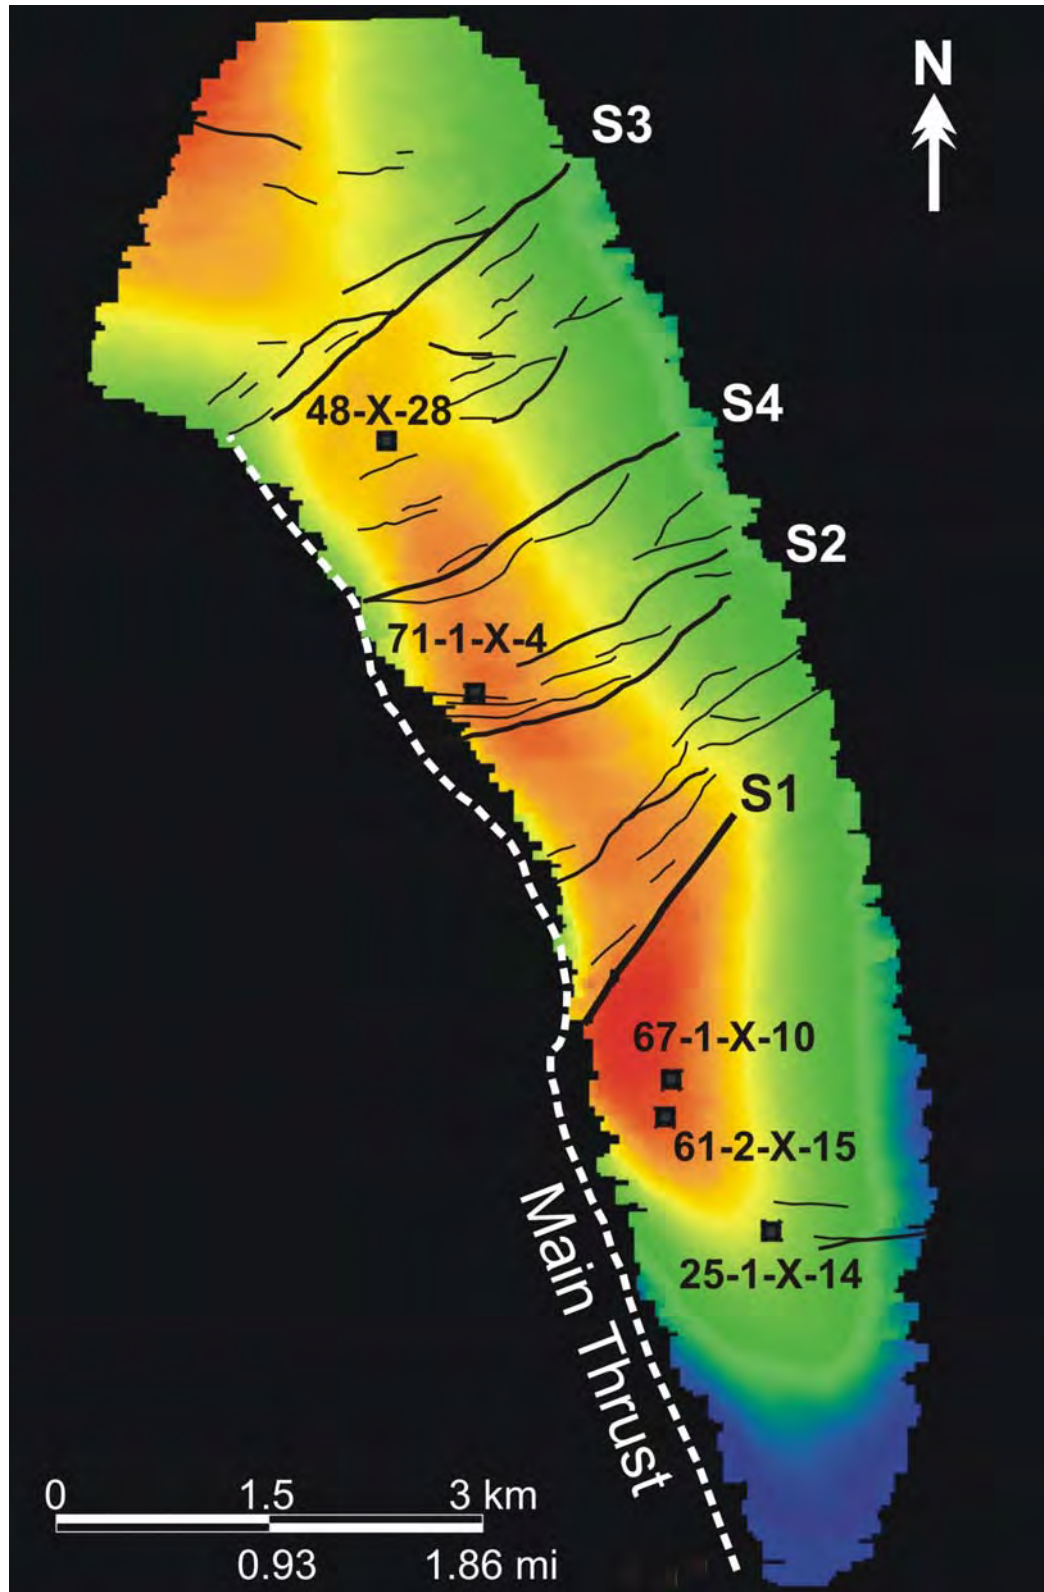 N
S3
S4
48-X-28
S2
71-1-X-4
S1
67-1-X-10
61-2-X-15
25-1-X-14
Main Thrust
0 1.5 3 km
0.93 1.86 mi